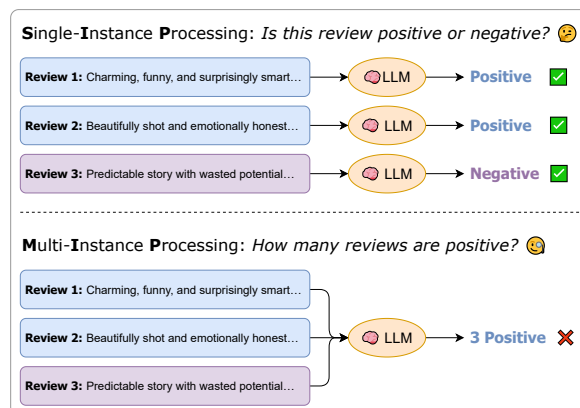 Single-Instance Processing: Is this review positive or negative? 🤔
Review 1: Charming, funny, and surprisingly smart… LLM Positive ✅
Review 2: Beautifully shot and emotionally honest… LLM Positive ✅
Review 3: Predictable story with wasted potential… LLM Negative ✅
Multi-Instance Processing: How many reviews are positive? 🧐
Review 1: Charming, funny, and surprisingly smart…
Review 2: Beautifully shot and emotionally honest… LLM 3 Positive ❌
Review 3: Predictable story with wasted potential…